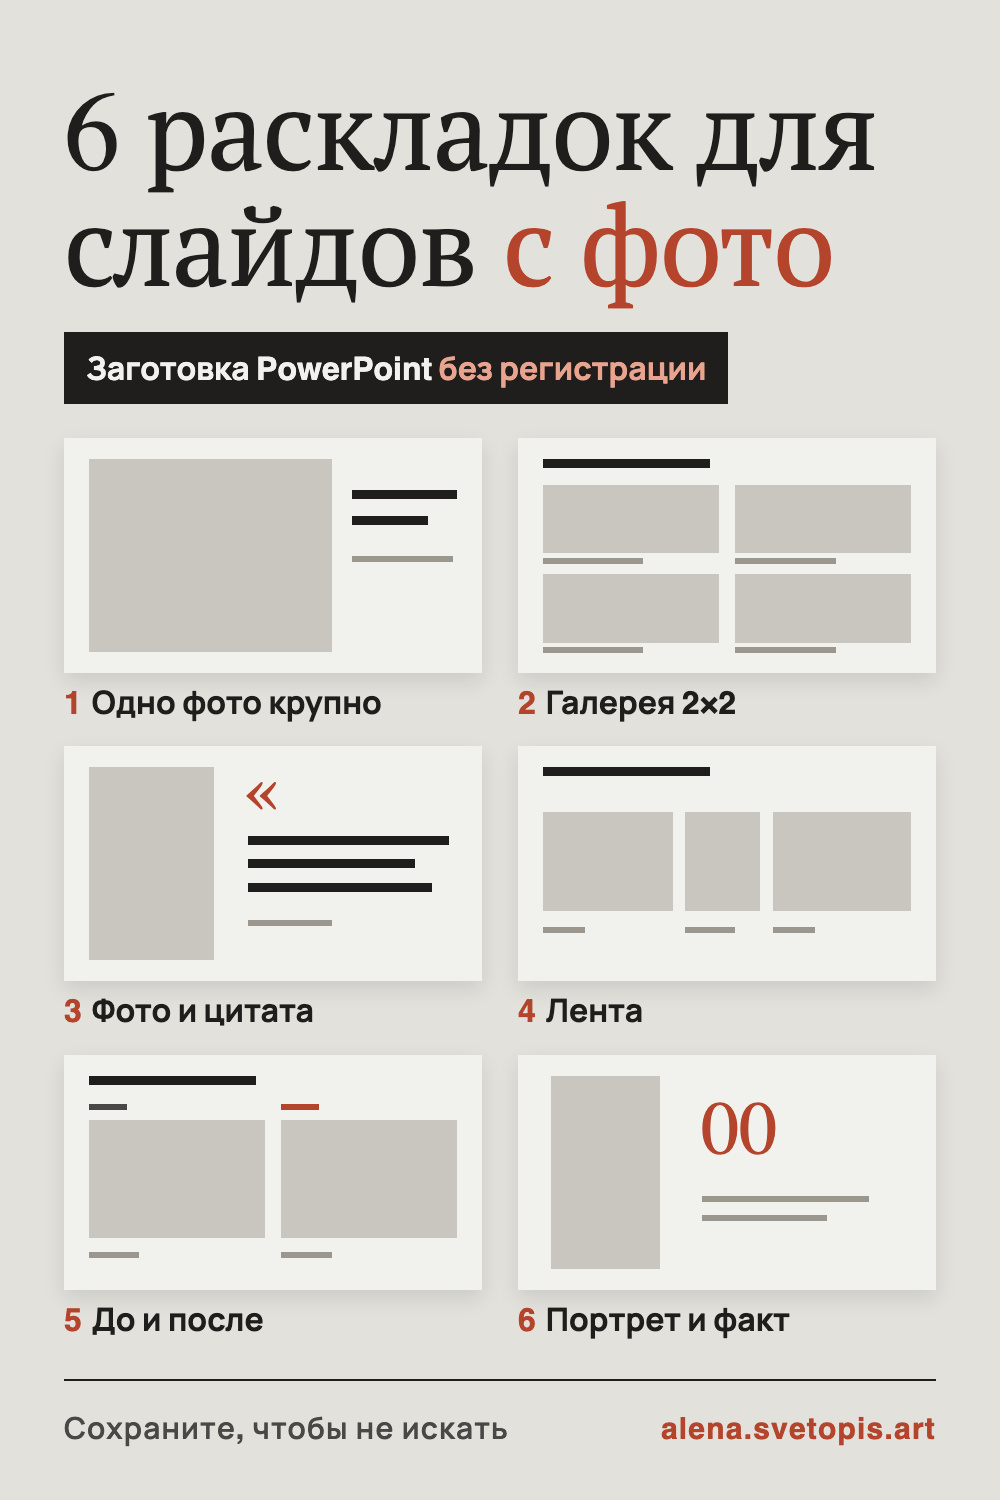 6 раскладок для
слайдов с фото
Заготовка PowerPoint без регистрации
1 Одно фото крупно
2 Галерея 2×2
«
3 Фото и цитата
4 Лента
00
5 До и после
6 Портрет и факт
Сохраните, чтобы не искать
alena.svetopis.art